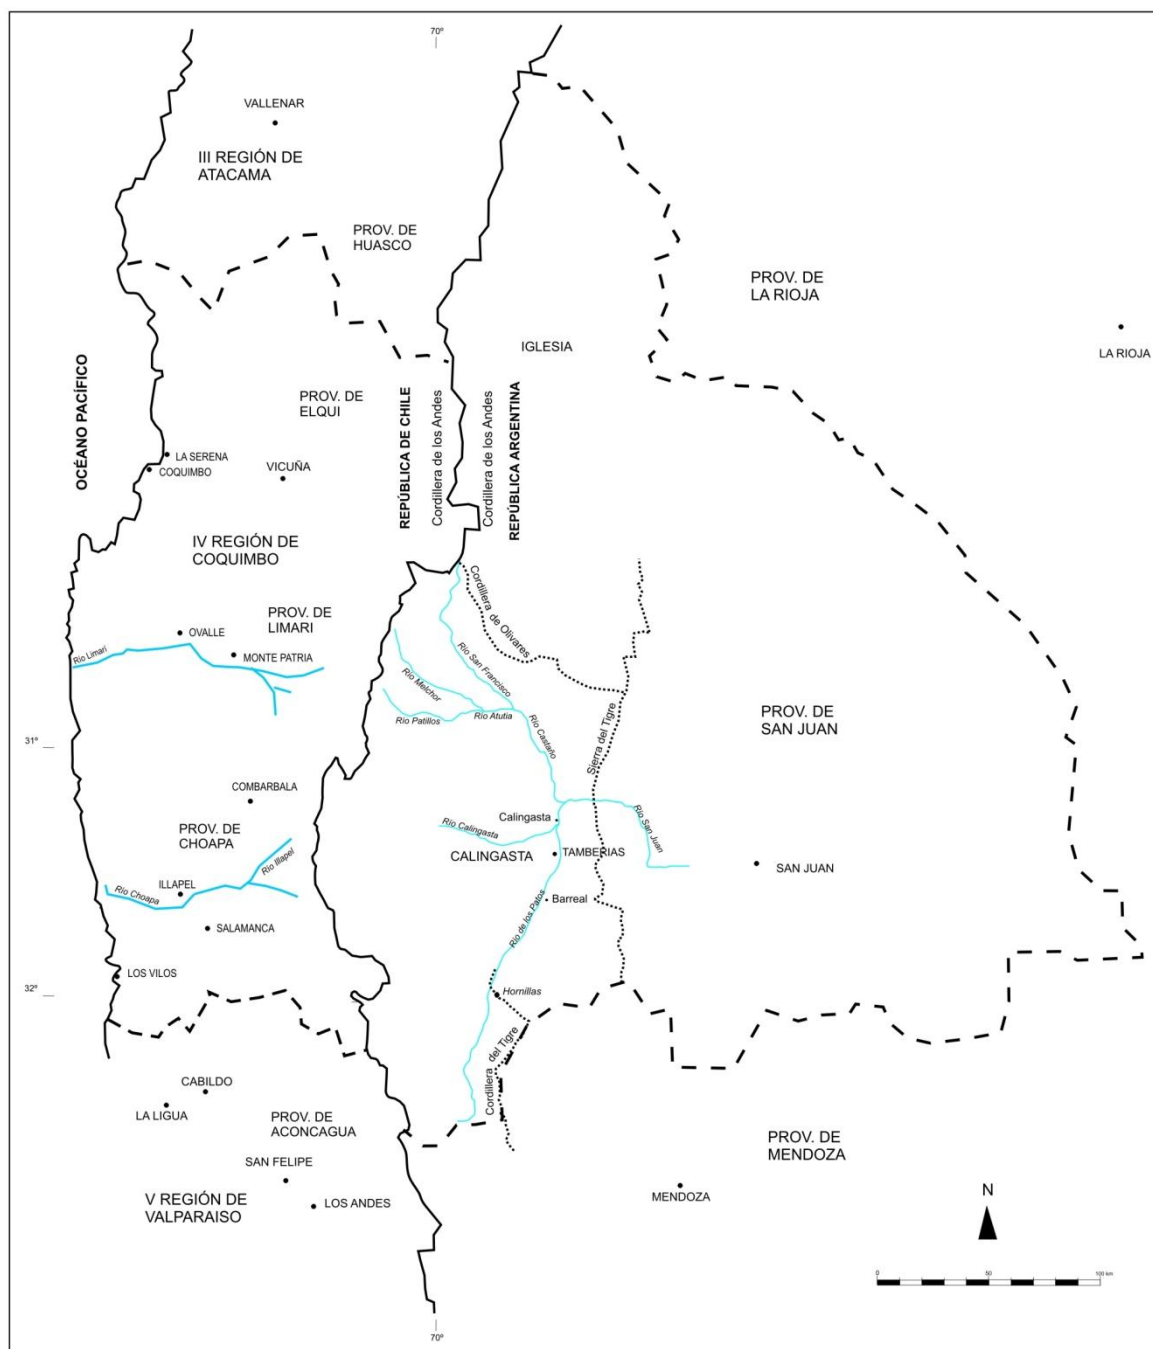 70º
VALLENAR
III REGIÓN DE
ATACAMA
PROV. DE
HUASCO
PROV. DE
LA RIOJA
LA RIOJA
IGLESIA
OCÉANO PACÍFICO
PROV. DE
ELQUI
REPÚBLICA DE CHILE
Cordillera de los Andes
Cordillera de los Andes
REPÚBLICA ARGENTINA
LA SERENA
COQUIMBO
VICUÑA
IV REGIÓN DE
COQUIMBO
Cordillera de Olivares
PROV. DE
LIMARI
OVALLE
Río Limarí
MONTE PATRIA
Río San Francisco
Río Melchor
Río Patillos
Río Atutia
Río Castaño
Sierra del Tigre
PROV. DE
SAN JUAN
31º
COMBARBALA
PROV. DE
CHOAPA
Calingasta
Río Calingasta
Río San Juan
CALINGASTA
TAMBERIAS
SAN JUAN
Río Illapel
ILLAPEL
Río Choapa
Barreal
SALAMANCA
Río de los Patos
LOS VILOS
32º
Hornillas
Cordillera del Tigre
CABILDO
LA LIGUA
PROV. DE
ACONCAGUA
PROV. DE
MENDOZA
SAN FELIPE
V REGIÓN DE
VALPARAISO
LOS ANDES
MENDOZA
N
0 50 100 km
70º